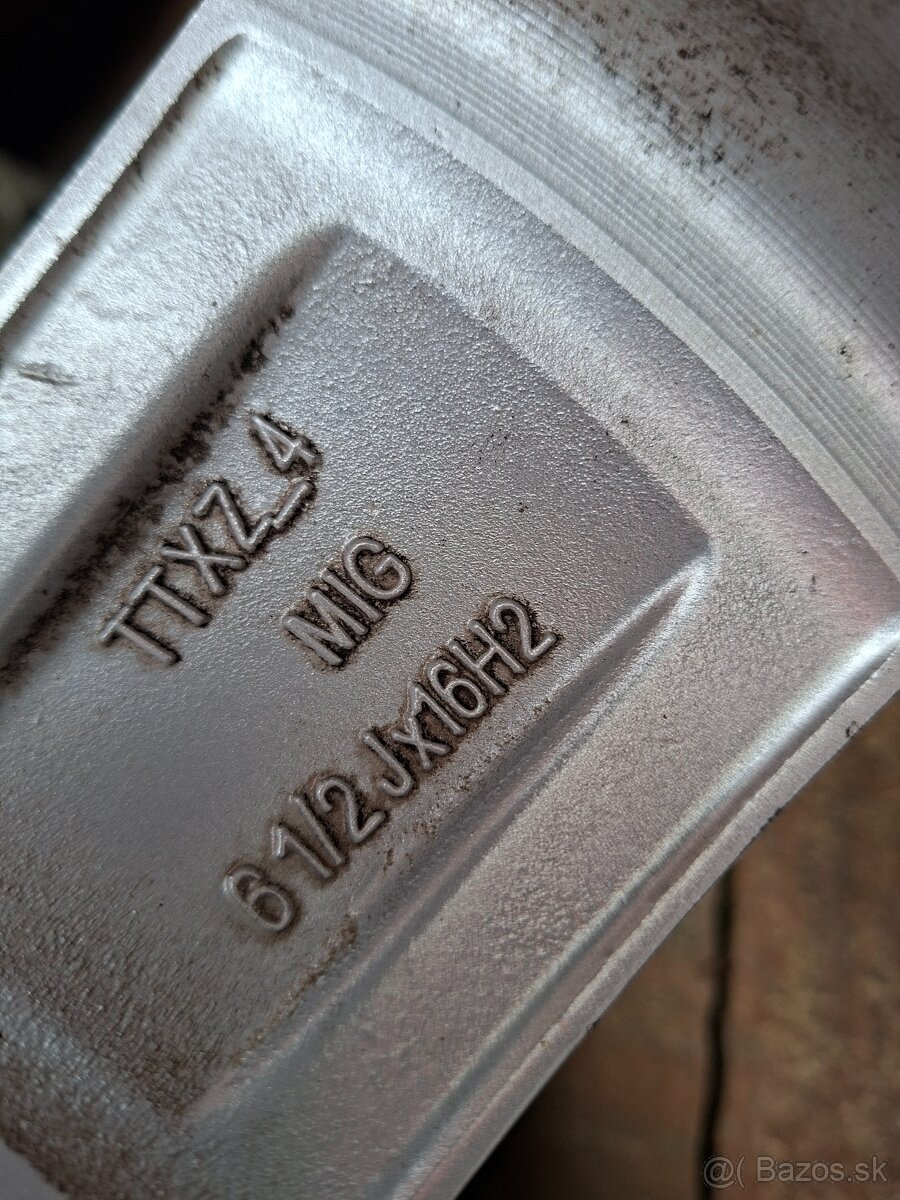 TTXZ_4
MIG
6 1/2 Jx16H2
@( Bazos.sk